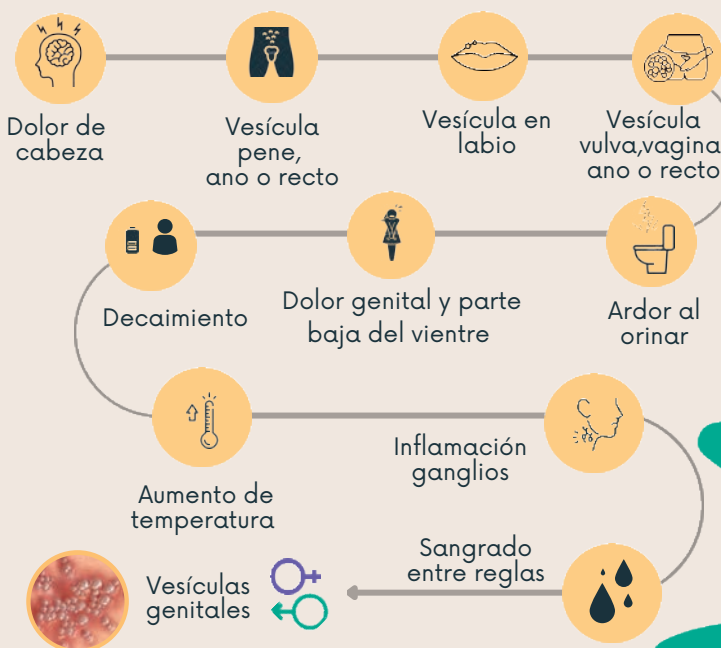 Dolor de
cabeza
Vesícula
pene,
ano o recto
Vesícula en
labio
Vesícula
vulva,vagina
ano o recto
Ardor al
orinar
Dolor genital y parte
baja del vientre
Decaimiento
Aumento de
temperatura
Inflamación
ganglios
Sangrado
entre reglas
Vesículas
genitales